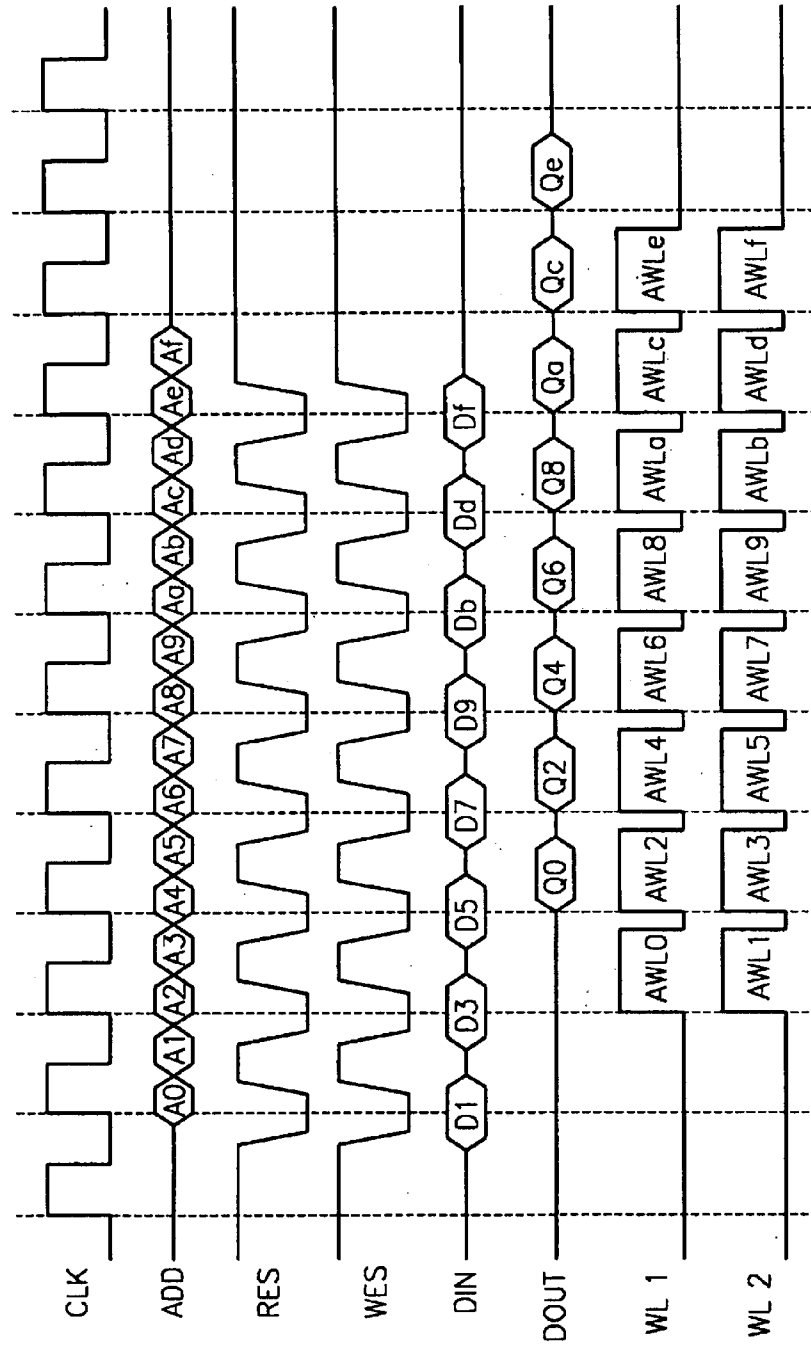 CLK
ADD A0 A1 A2 A3 A4 A5 A6 A7 A8 A9 Aa Ab Ac Ad Ae Af
RES
WES
DIN D1 D3 D5 D7 D9 Db Dd Df
DOUT Q0 Q2 Q4 Q6 Q8 Qa Qc Qe
WL 1 AWL0 AWL2 AWL4 AWL6 AWL8 AWLa AWLc AWLe
WL 2 AWL1 AWL3 AWL5 AWL7 AWL9 AWLb AWLd AWLf